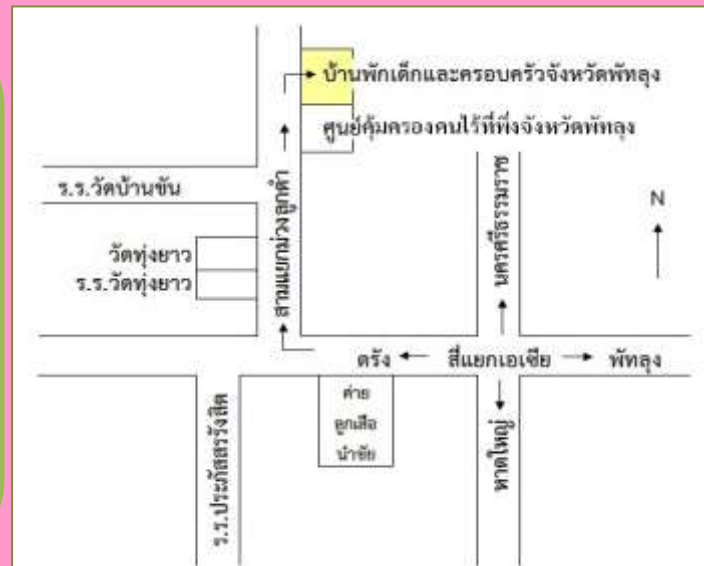 บ้านพักเด็กและครอบครัวจังหวัดพัทลุง
ศูนย์คุ้มครองคนไร้ที่พึ่งจังหวัดพัทลุง
ร.ร.วัดบ้านขัน
สามแยกม่วงลูกดำ
นครศรีธรรมราช
N
วัดทุ่งยาว
ร.ร.วัดทุ่งยาว
ตรัง
สี่แยกเอเซีย
พัทลุง
ค่าย
ลูกเสือ
นำชัย
ร.ร.ประภัสสรรังสิต
หาดใหญ่